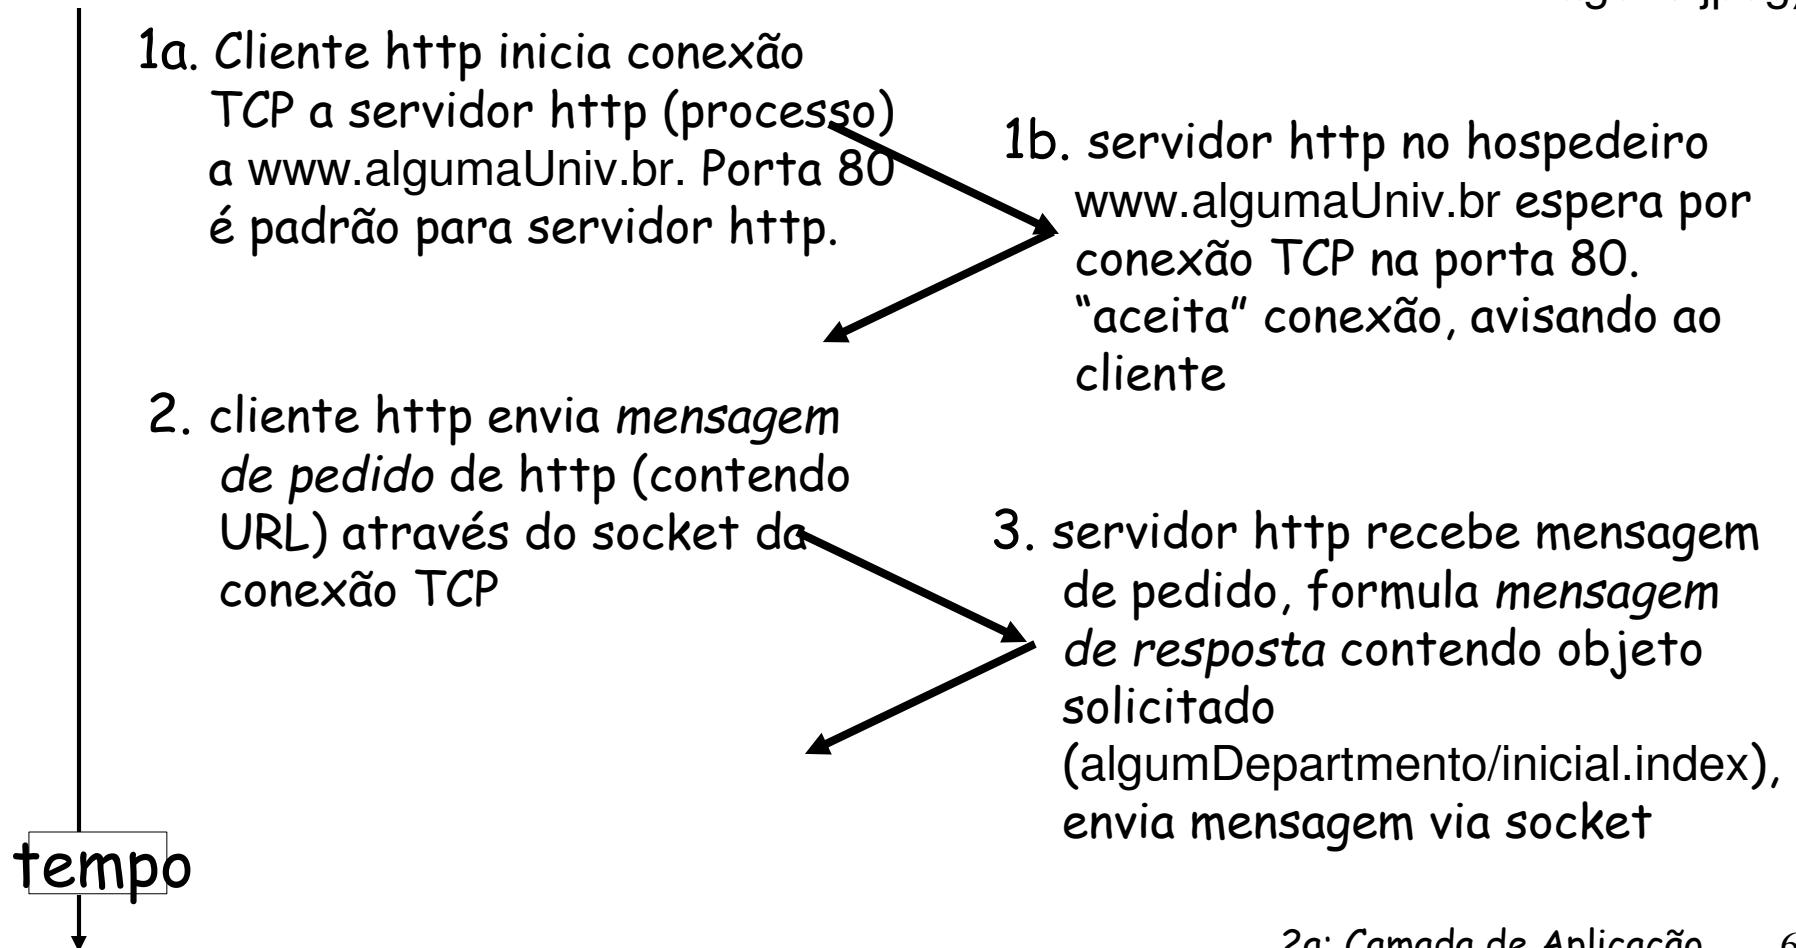 1a. Cliente http inicia conexão
TCP a servidor http (processo)
a www.algumaUniv.br. Porta 80
é padrão para servidor http.
1b. servidor http no hospedeiro
www.algumaUniv.br espera por
conexão TCP na porta 80.
“aceita” conexão, avisando ao
cliente
2. cliente http envia mensagem
de pedido de http (contendo
URL) através do socket da
conexão TCP
3. servidor http recebe mensagem
de pedido, formula mensagem
de resposta contendo objeto
solicitado
(algumDepartmento/inicial.index),
envia mensagem via socket
tempo
2a: Camada de Aplicação 6